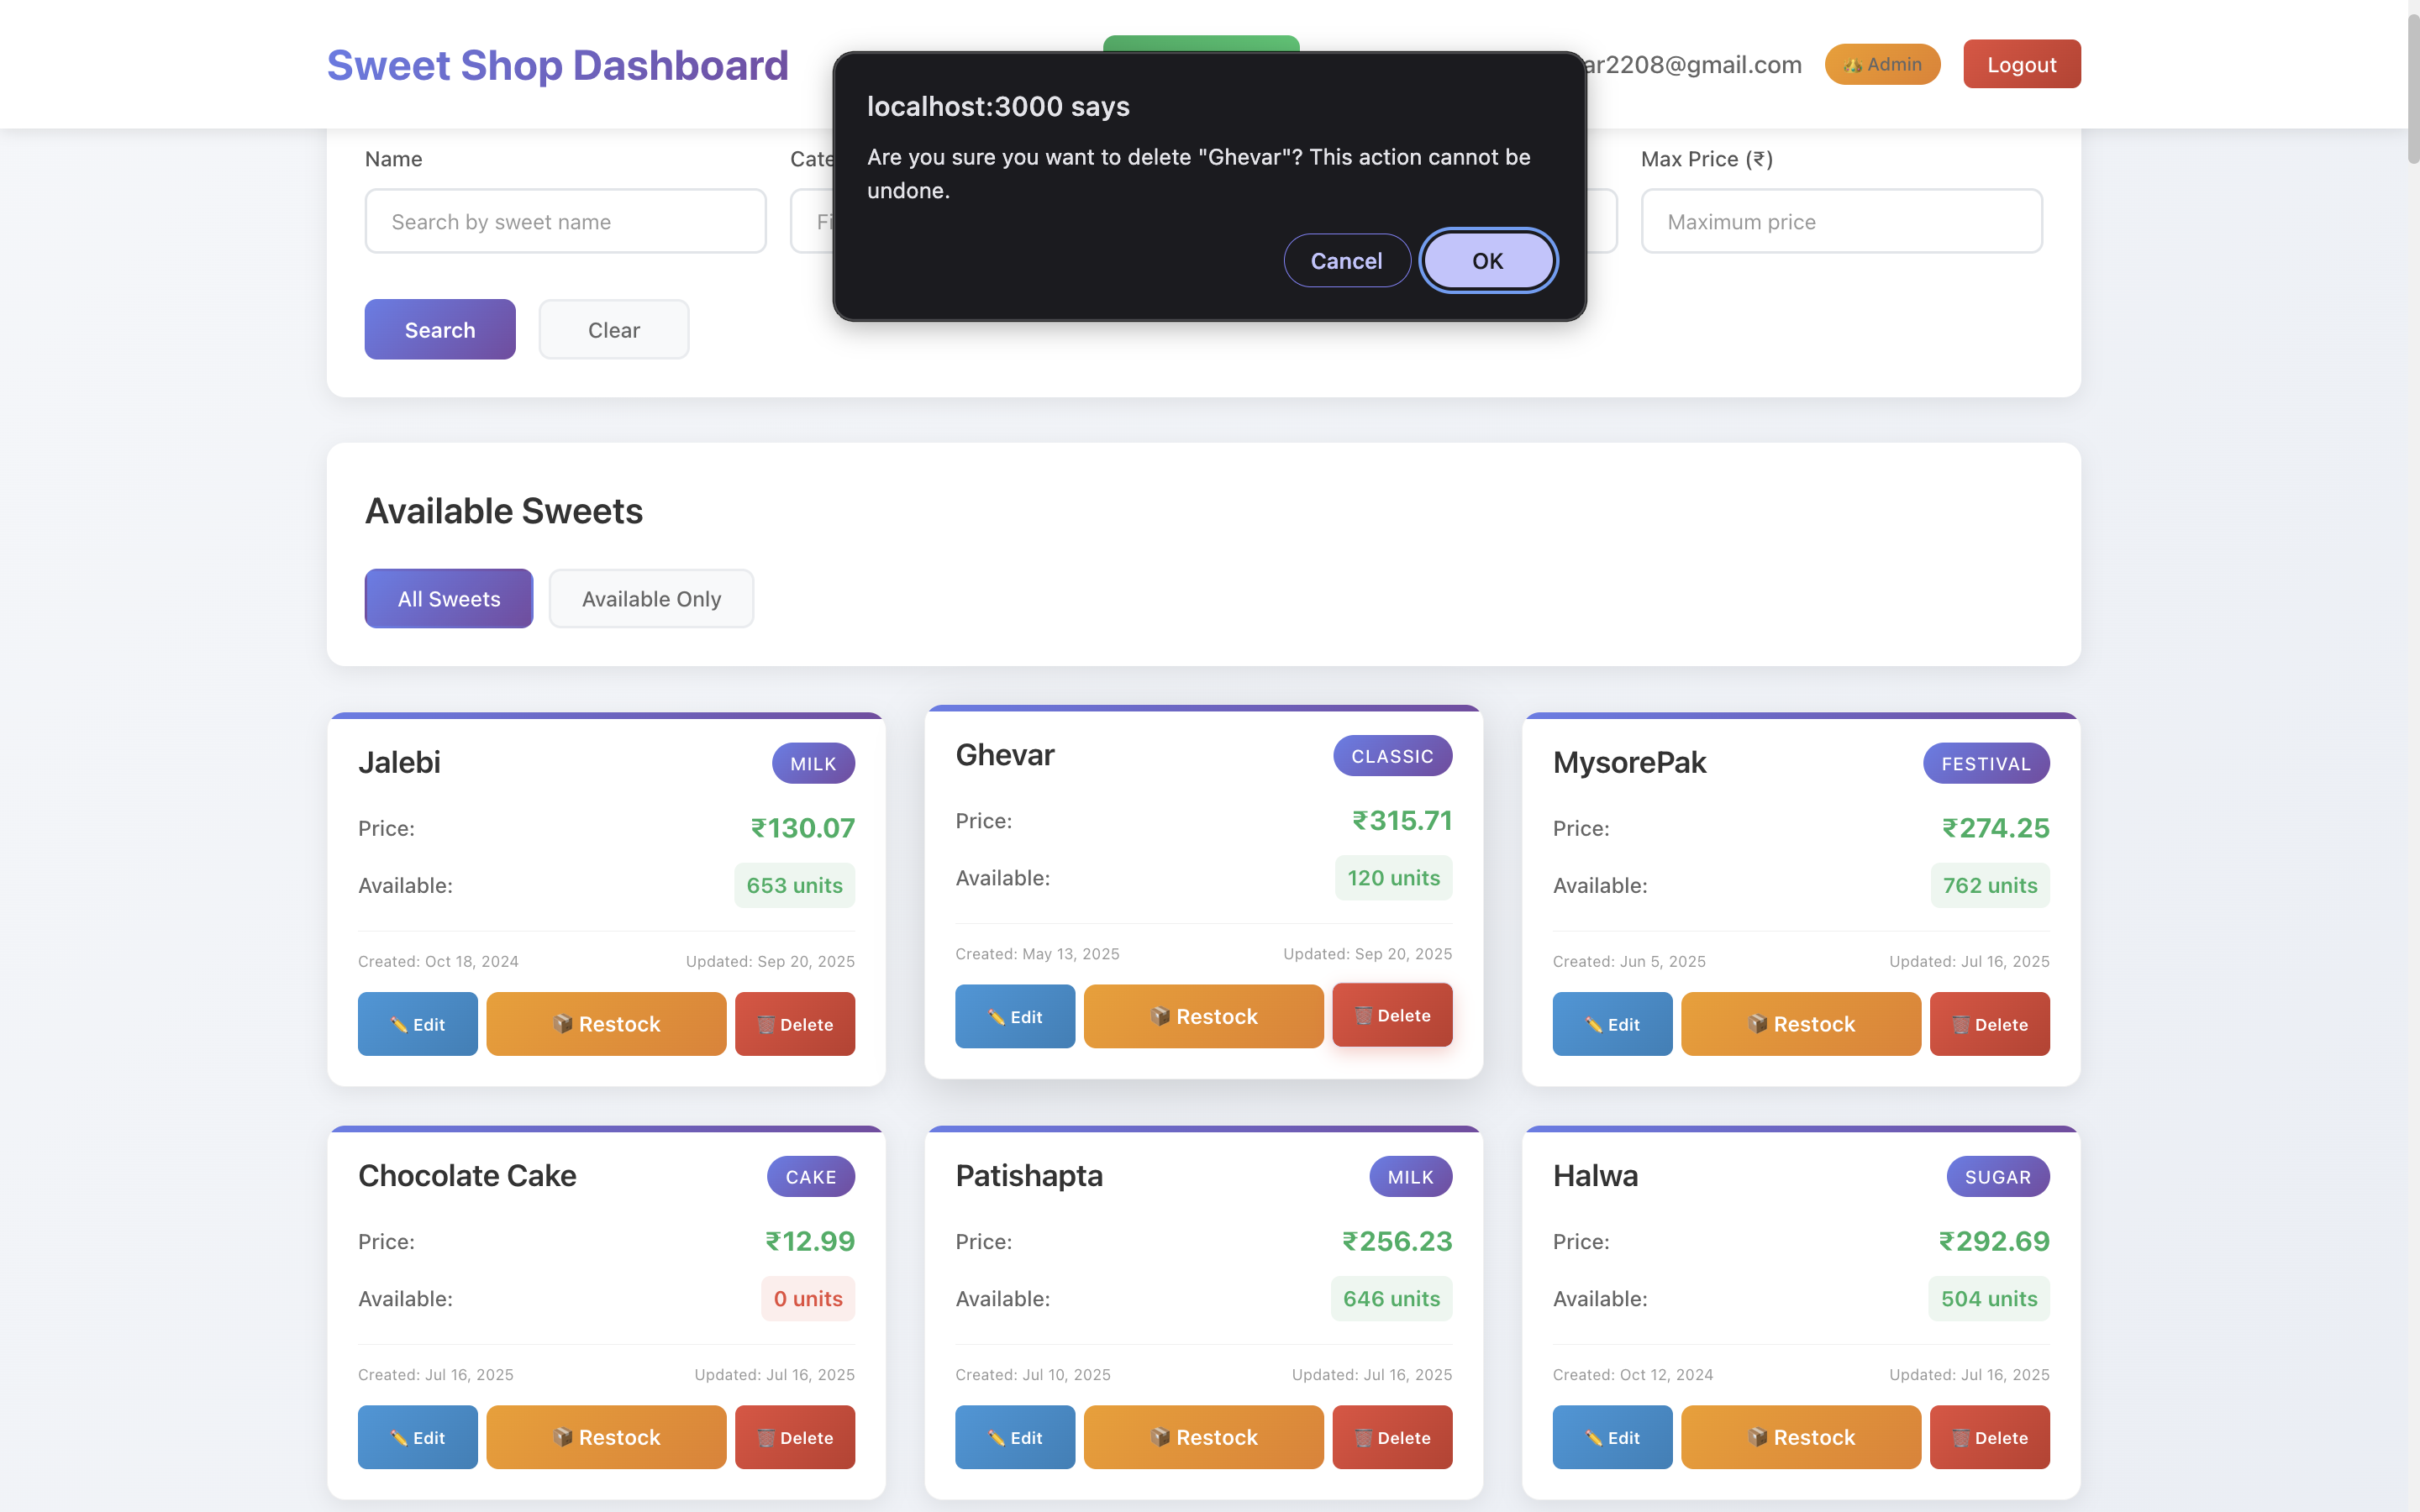 Sweet Shop Dashboard
ar2208@gmail.com
Admin
Logout
localhost:3000 says
Are you sure you want to delete "Ghevar"? This action cannot be
undone.
Cancel
OK
Name
Max Price (₹)
Search by sweet name
Maximum price
Search
Clear
Available Sweets
All Sweets
Available Only
Jalebi
MILK
Price:
₹130.07
Available:
653 units
Created: Oct 18, 2024
Updated: Sep 20, 2025
✏️ Edit
📦 Restock
🗑️ Delete
Ghevar
CLASSIC
Price:
₹315.71
Available:
120 units
Created: May 13, 2025
Updated: Sep 20, 2025
✏️ Edit
📦 Restock
🗑️ Delete
MysorePak
FESTIVAL
Price:
₹274.25
Available:
762 units
Created: Jun 5, 2025
Updated: Jul 16, 2025
✏️ Edit
📦 Restock
🗑️ Delete
Chocolate Cake
CAKE
Price:
₹12.99
Available:
0 units
Created: Jul 16, 2025
Updated: Jul 16, 2025
✏️ Edit
📦 Restock
🗑️ Delete
Patishapta
MILK
Price:
₹256.23
Available:
646 units
Created: Jul 10, 2025
Updated: Jul 16, 2025
✏️ Edit
📦 Restock
🗑️ Delete
Halwa
SUGAR
Price:
₹292.69
Available:
504 units
Created: Oct 12, 2024
Updated: Jul 16, 2025
✏️ Edit
📦 Restock
🗑️ Delete